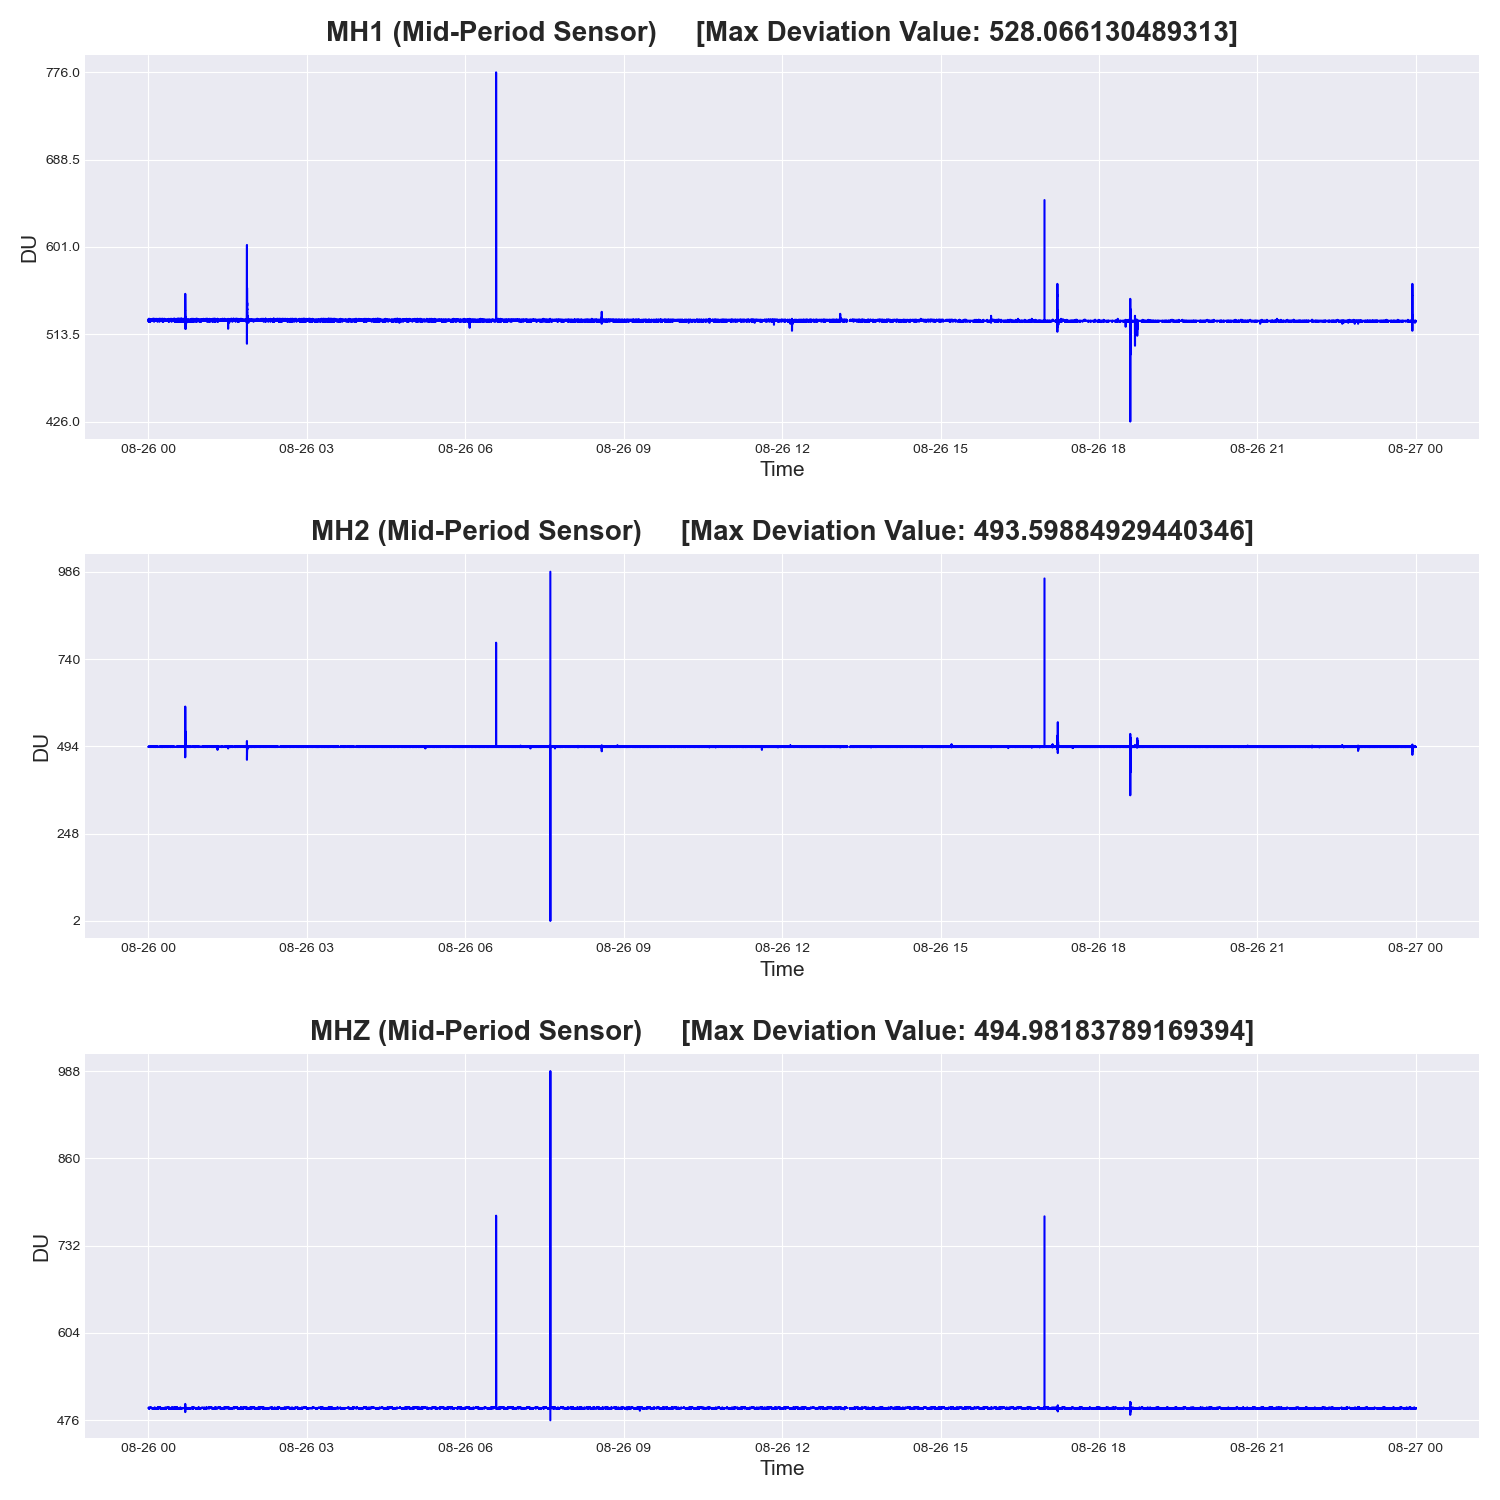 MH1 (Mid-Period Sensor) [Max Deviation Value: 528.066130489313]
DU
776.0
688.5
601.0
513.5
426.0
08-26 00 08-26 03 08-26 06 08-26 09 08-26 12 08-26 15 08-26 18 08-26 21 08-27 00
Time
MH2 (Mid-Period Sensor) [Max Deviation Value: 493.59884929440346]
DU
986
740
494
248
2
08-26 00 08-26 03 08-26 06 08-26 09 08-26 12 08-26 15 08-26 18 08-26 21 08-27 00
Time
MHZ (Mid-Period Sensor) [Max Deviation Value: 494.98183789169394]
DU
988
860
732
604
476
08-26 00 08-26 03 08-26 06 08-26 09 08-26 12 08-26 15 08-26 18 08-26 21 08-27 00
Time